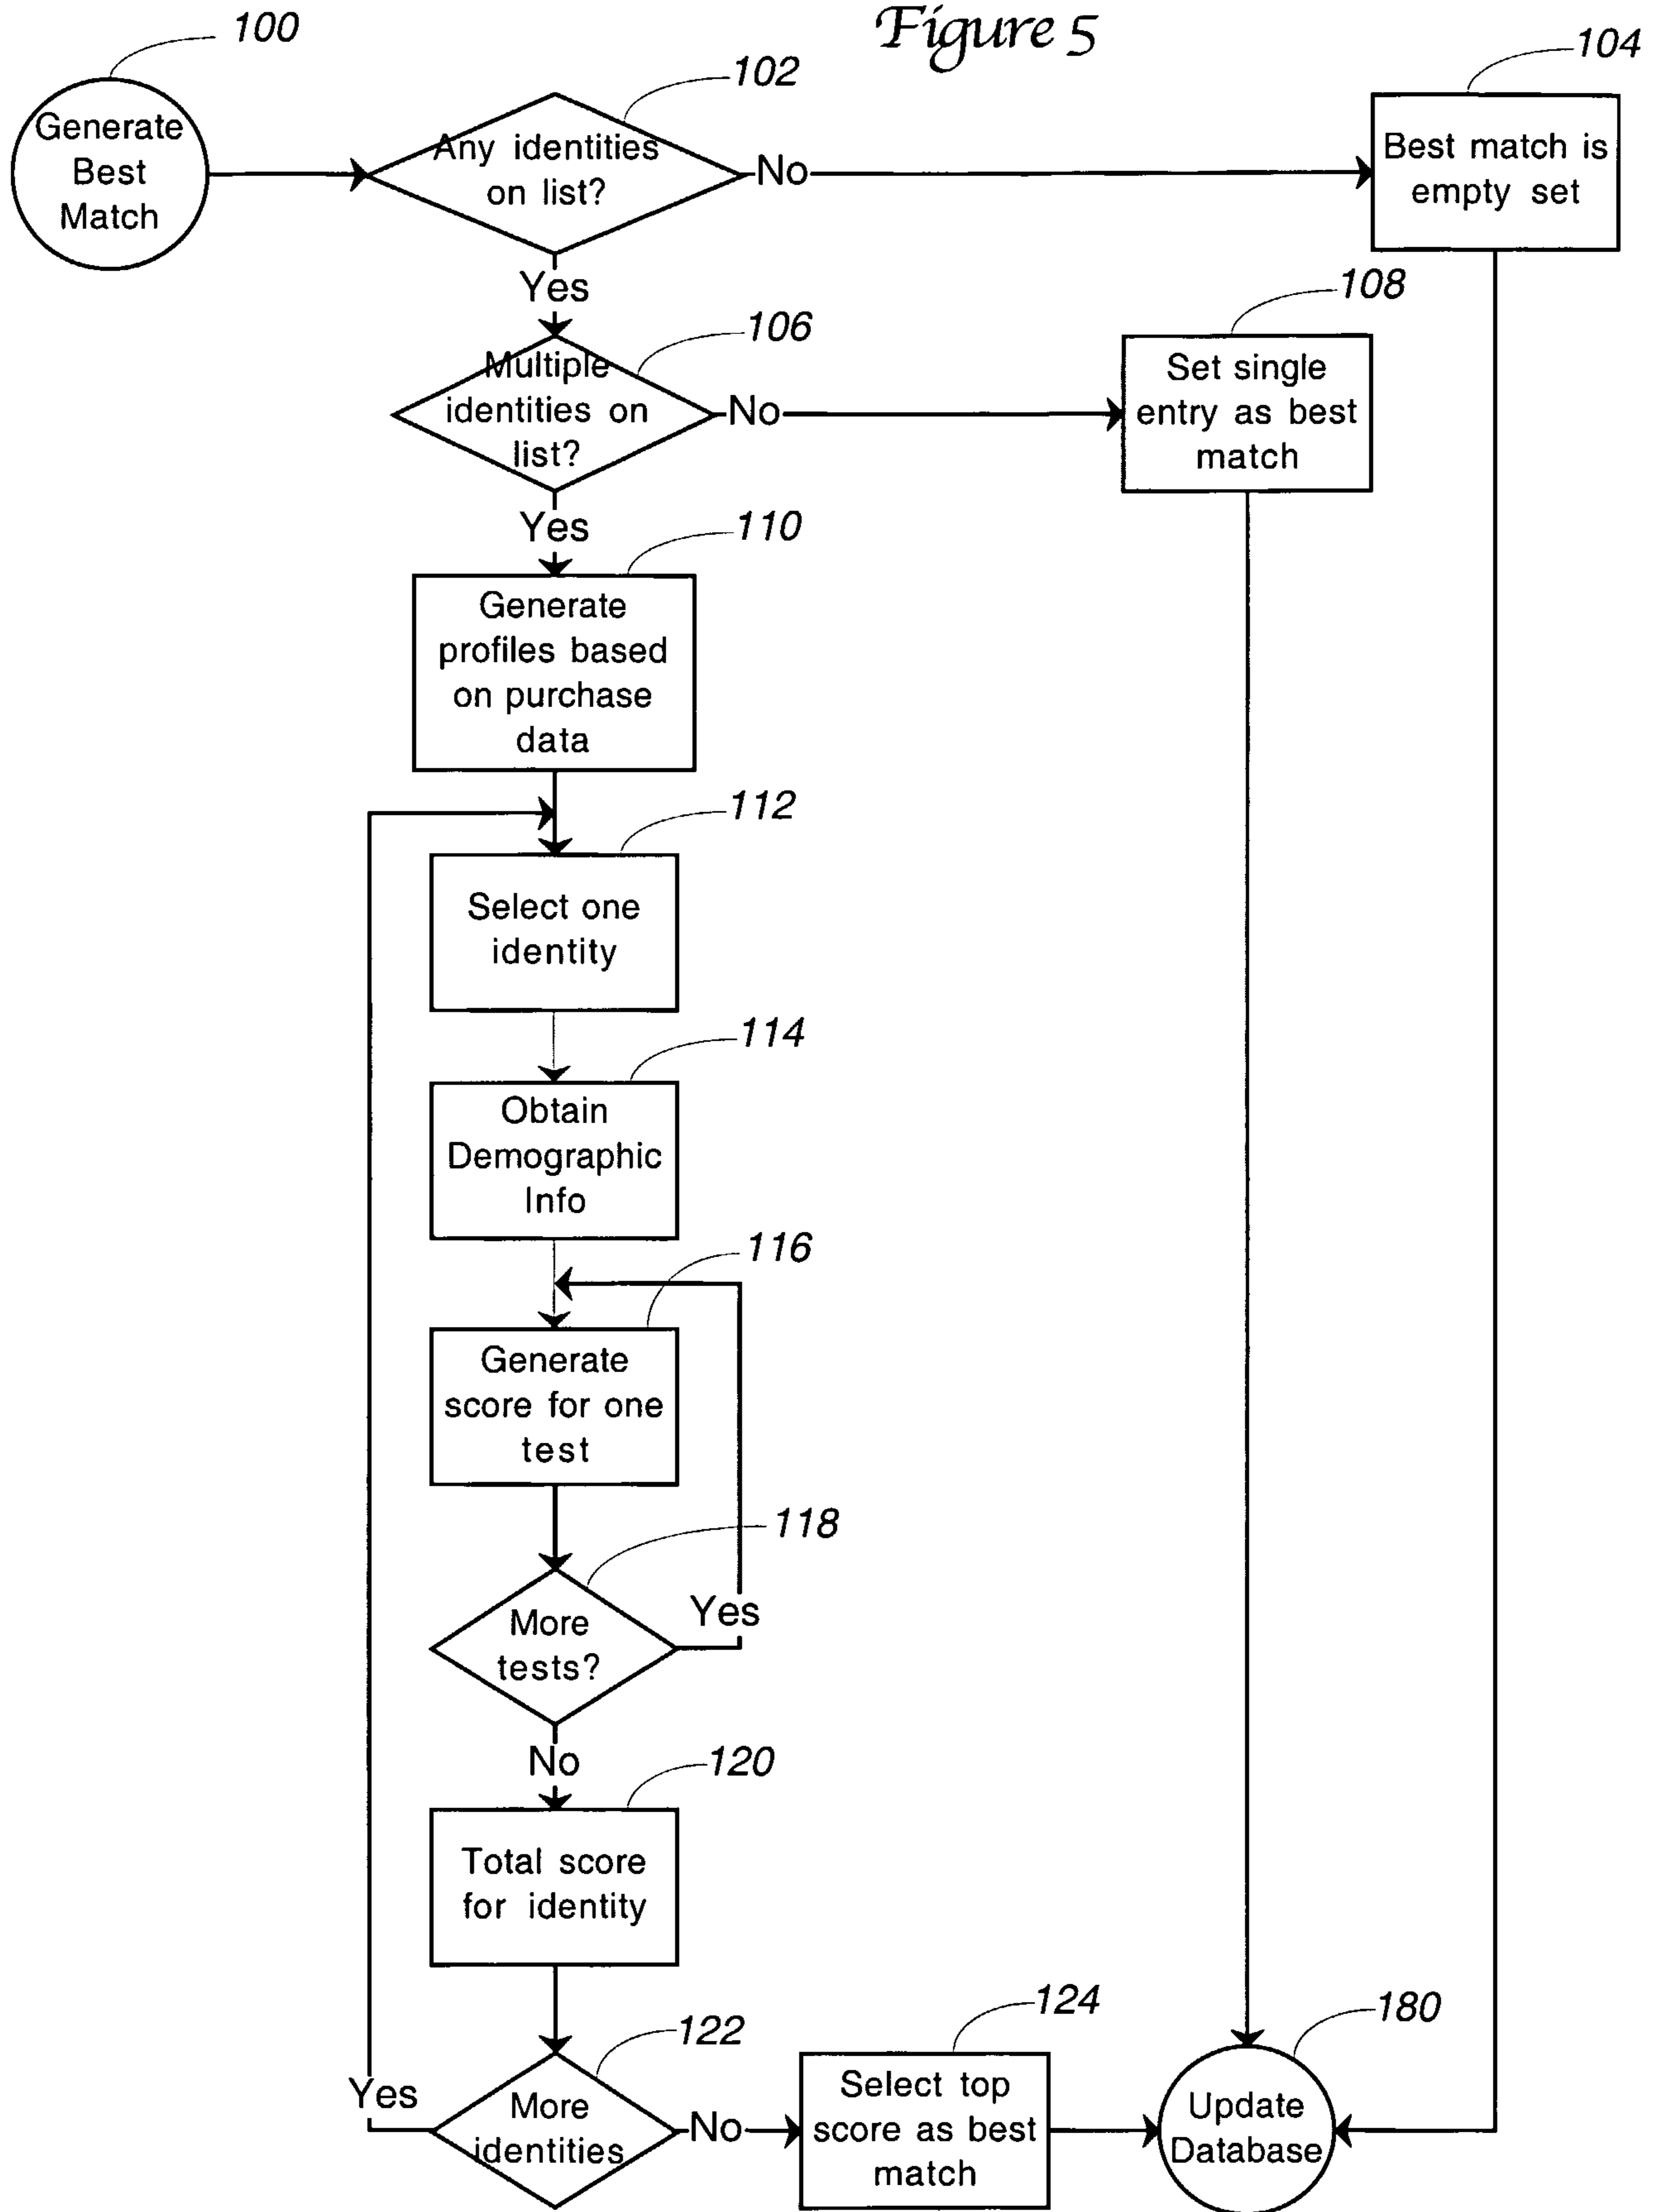 Figure 5
100
Generate
Best
Match
102
Any identities
on list?
No
104
Best match is
empty set
Yes
106
Multiple
identities on
list?
No
108
Set single
entry as best
match
Yes
110
Generate
profiles based
on purchase
data
112
Select one
identity
114
Obtain
Demographic
Info
116
Generate
score for one
test
118
More
tests?
Yes
No
120
Total score
for identity
122
More
identities
Yes
No
124
Select top
score as best
match
180
Update
Database